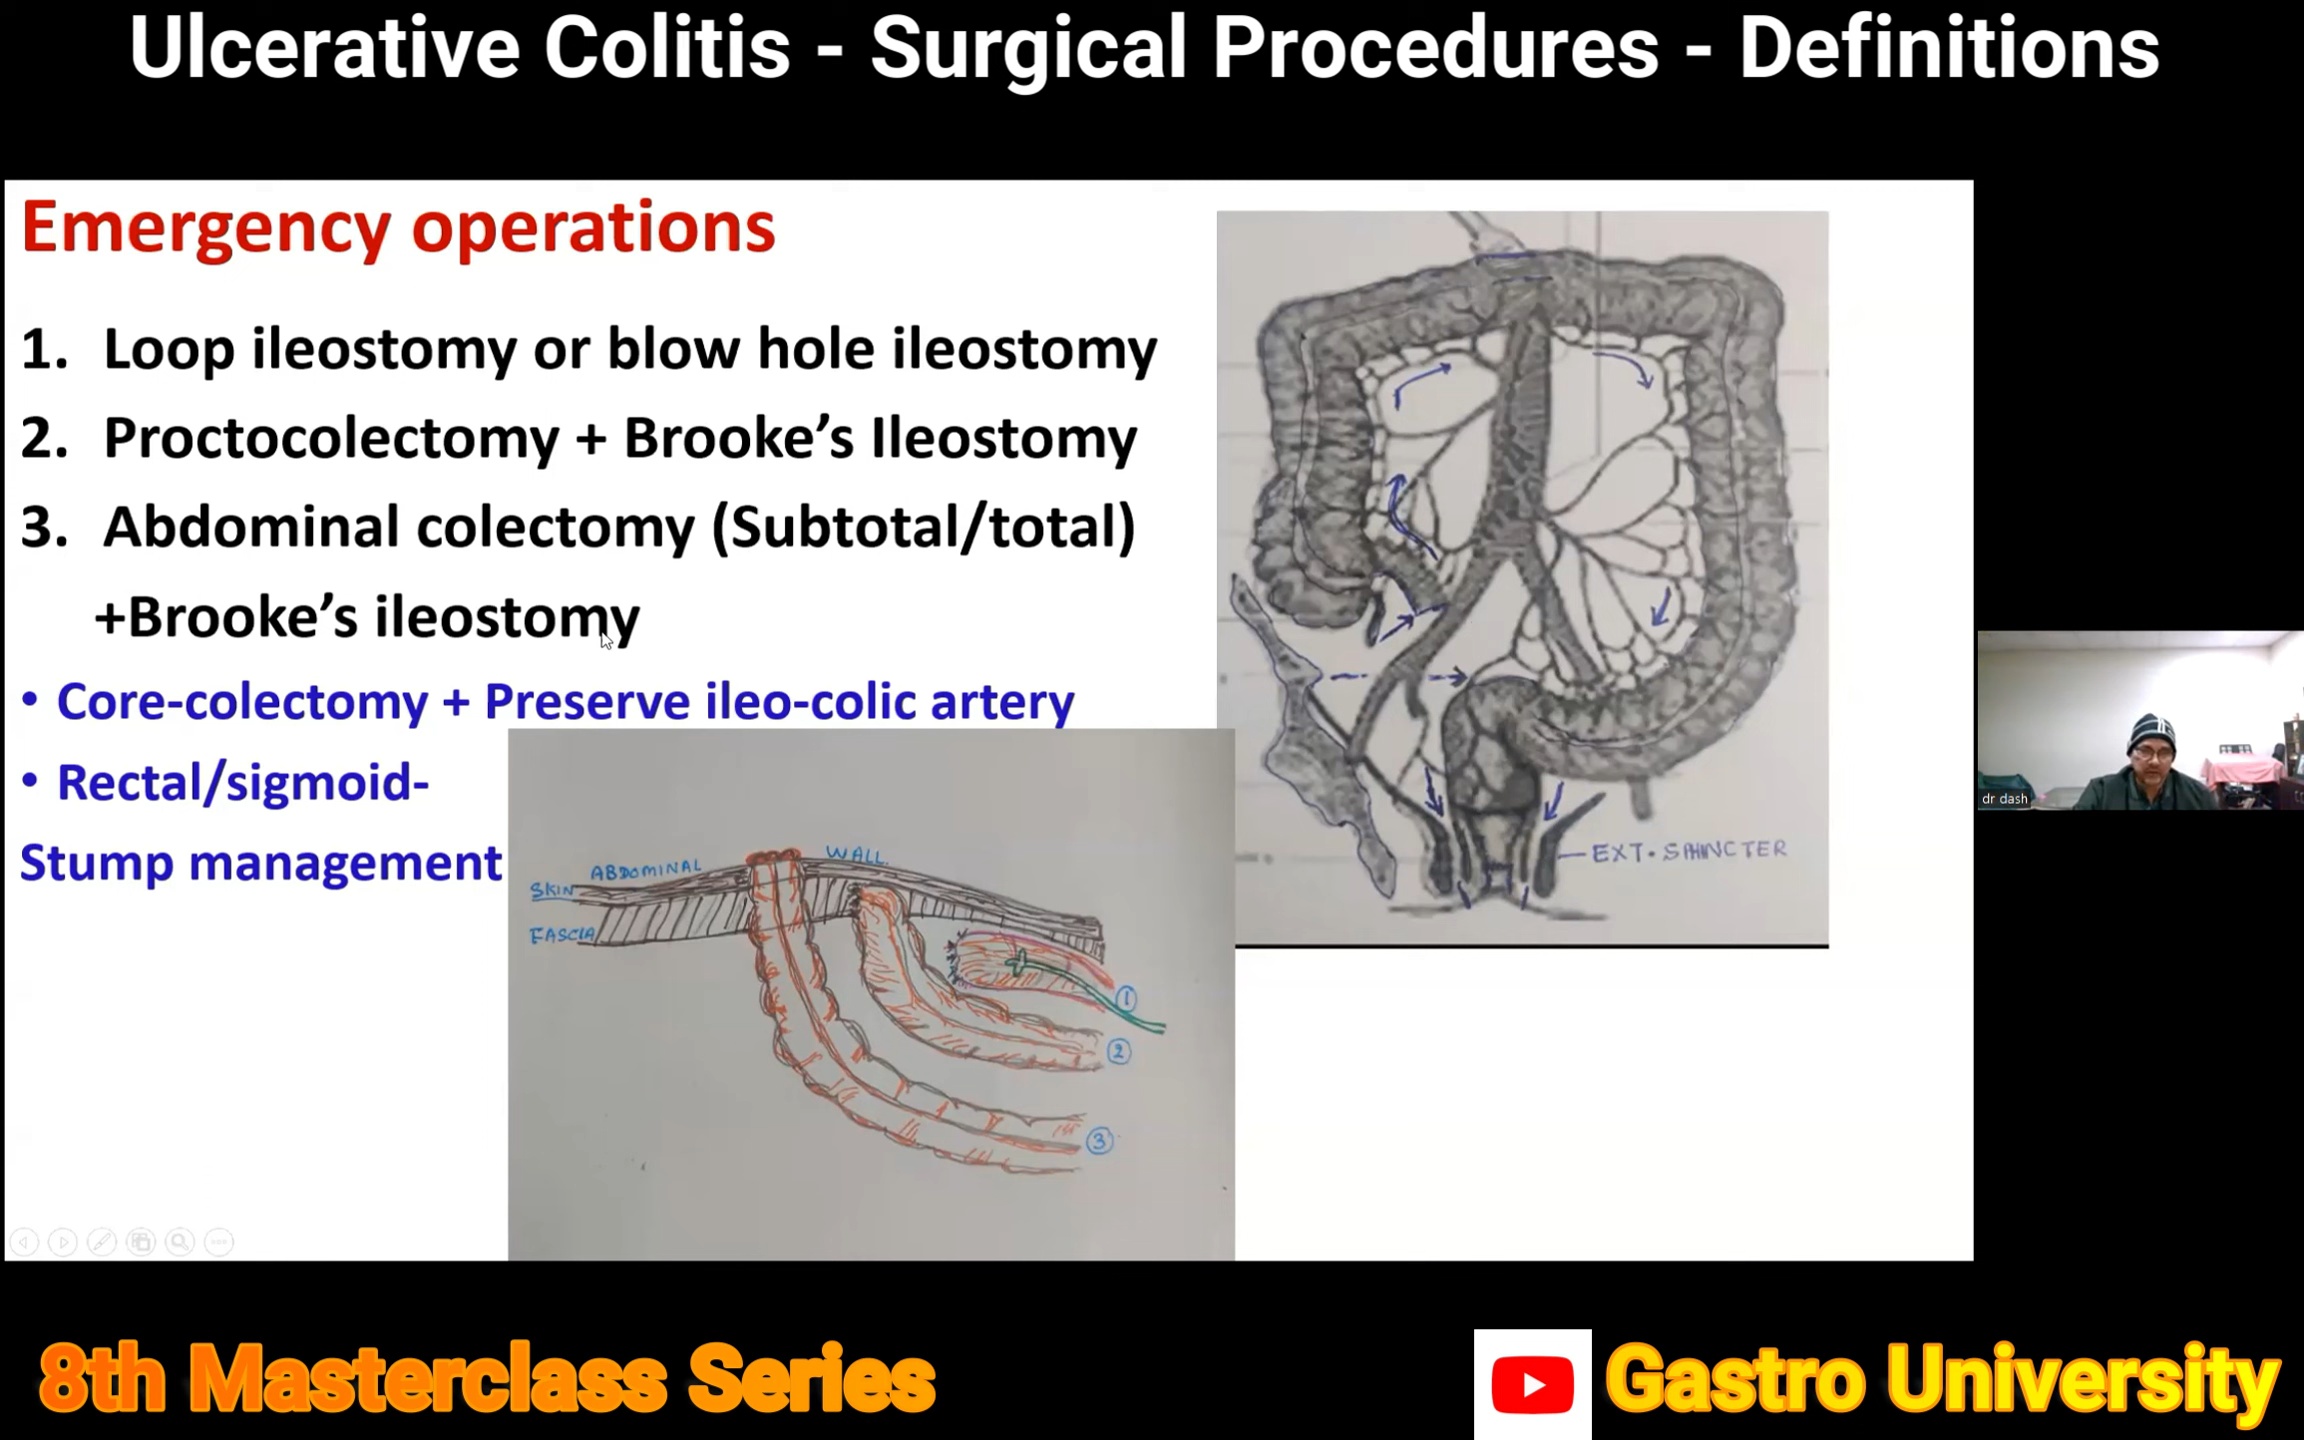 Ulcerative Colitis - Surgical Procedures - Definitions
Emergency operations
1. Loop ileostomy or blow hole ileostomy
2. Proctocolectomy + Brooke’s Ileostomy
3. Abdominal colectomy (Subtotal/total)
+Brooke’s ileostomy
• Core-colectomy + Preserve ileo-colic artery
• Rectal/sigmoid-
Stump management
ABDOMINAL WALL
SKIN
FASCIA
1
2
3
EXT. SPHINCTER
dr dash
8th Masterclass Series
Gastro University